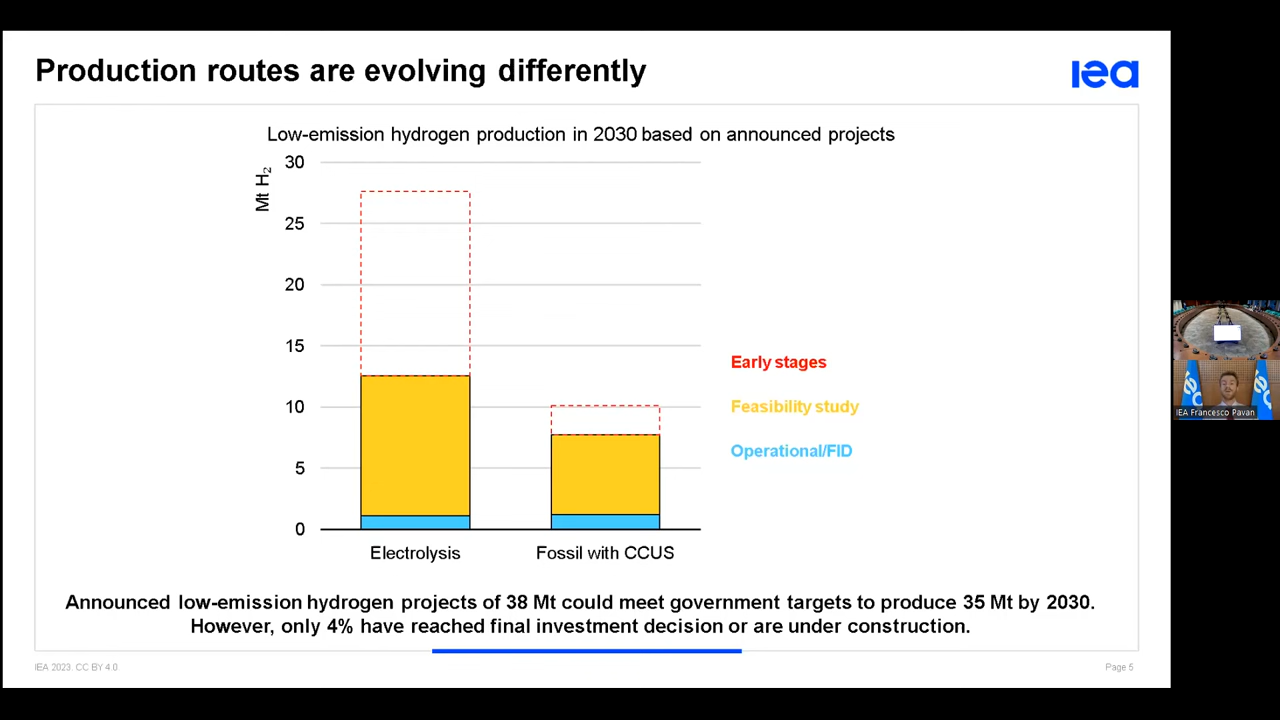 Production routes are evolving differently
iea
Low-emission hydrogen production in 2030 based on announced projects
Mt H₂
30
25
20
15
10
5
0
Electrolysis
Fossil with CCUS
Early stages
Feasibility study
Operational/FID
Announced low-emission hydrogen projects of 38 Mt could meet government targets to produce 35 Mt by 2030.
However, only 4% have reached final investment decision or are under construction.
IEA 2023. CC BY 4.0.
Page 5
IEA Francesco Pavan